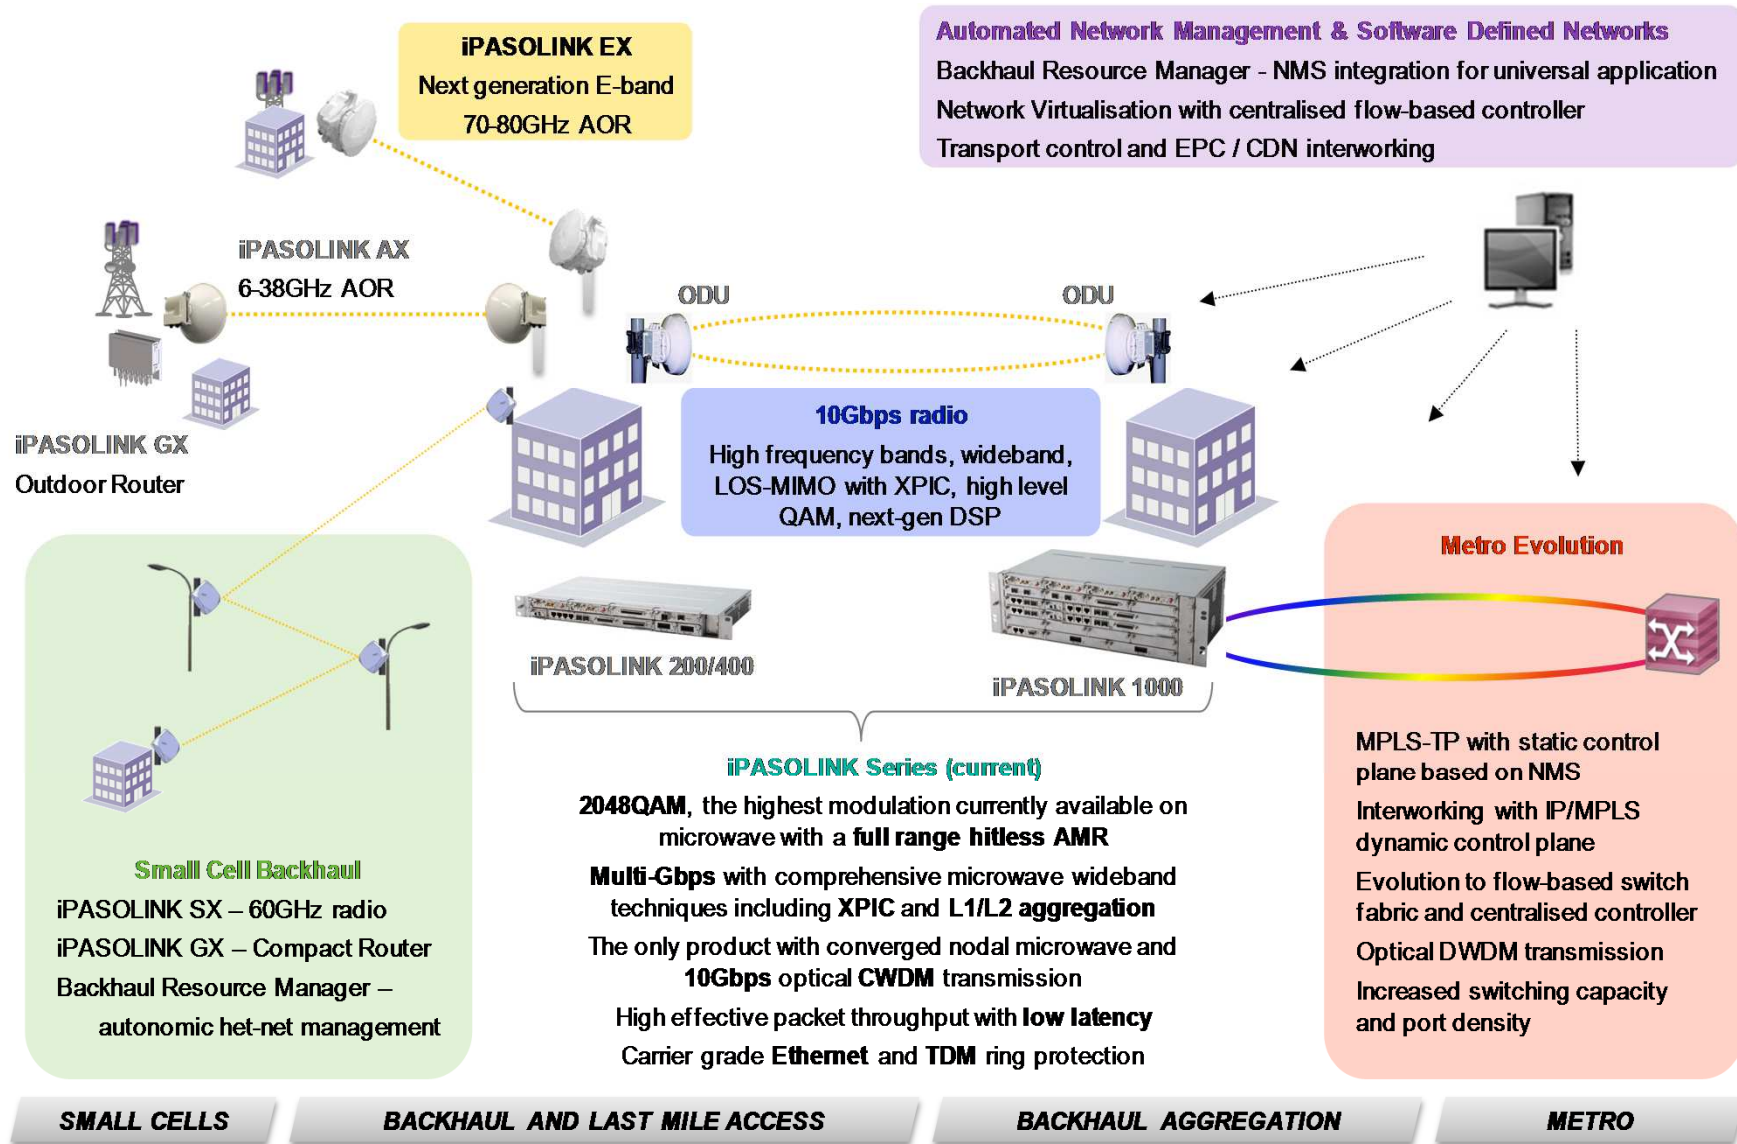 iPASOLINK EX
Next generation E-band
70-80GHz AOR
Automated Network Management & Software Defined Networks
Backhaul Resource Manager - NMS integration for universal application
Network Virtualisation with centralised flow-based controller
Transport control and EPC / CDN interworking
iPASOLINK AX
6-38GHz AOR
ODU
ODU
iPASOLINK GX
Outdoor Router
10Gbps radio
High frequency bands, wideband,
LOS-MIMO with XPIC, high level
QAM, next-gen DSP
iPASOLINK 200/400
iPASOLINK 1000
Small Cell Backhaul
iPASOLINK SX – 60GHz radio
iPASOLINK GX – Compact Router
Backhaul Resource Manager –
autonomic het-net management
iPASOLINK Series (current)
2048QAM, the highest modulation currently available on
microwave with a full range hitless AMR
Multi-Gbps with comprehensive microwave wideband
techniques including XPIC and L1/L2 aggregation
The only product with converged nodal microwave and
10Gbps optical CWDM transmission
High effective packet throughput with low latency
Carrier grade Ethernet and TDM ring protection
Metro Evolution
MPLS-TP with static control
plane based on NMS
Interworking with IP/MPLS
dynamic control plane
Evolution to flow-based switch
fabric and centralised controller
Optical DWDM transmission
Increased switching capacity
and port density
SMALL CELLS
BACKHAUL AND LAST MILE ACCESS
BACKHAUL AGGREGATION
METRO